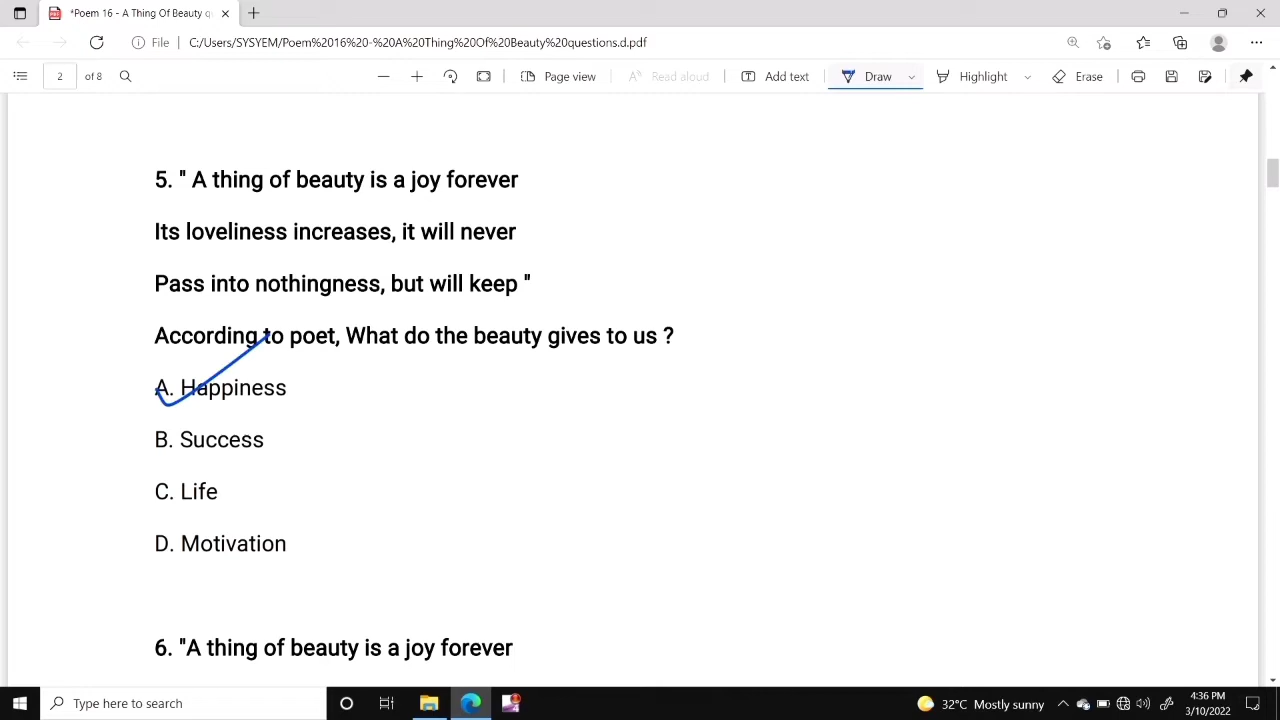 *Poem 16 - A Thing Of Beauty q
File C:/Users/SYSYEM/Poem%2016%20-%20A%20Thing%20Of%20Beauty%20questions.d.pdf
2 of 8 Page view Read aloud Add text Draw Highlight Erase
5. " A thing of beauty is a joy forever
Its loveliness increases, it will never
Pass into nothingness, but will keep "
According to poet, What do the beauty gives to us ?
A. Happiness
B. Success
C. Life
D. Motivation
6. "A thing of beauty is a joy forever
Type here to search 32°C Mostly sunny 4:36 PM
3/10/2022